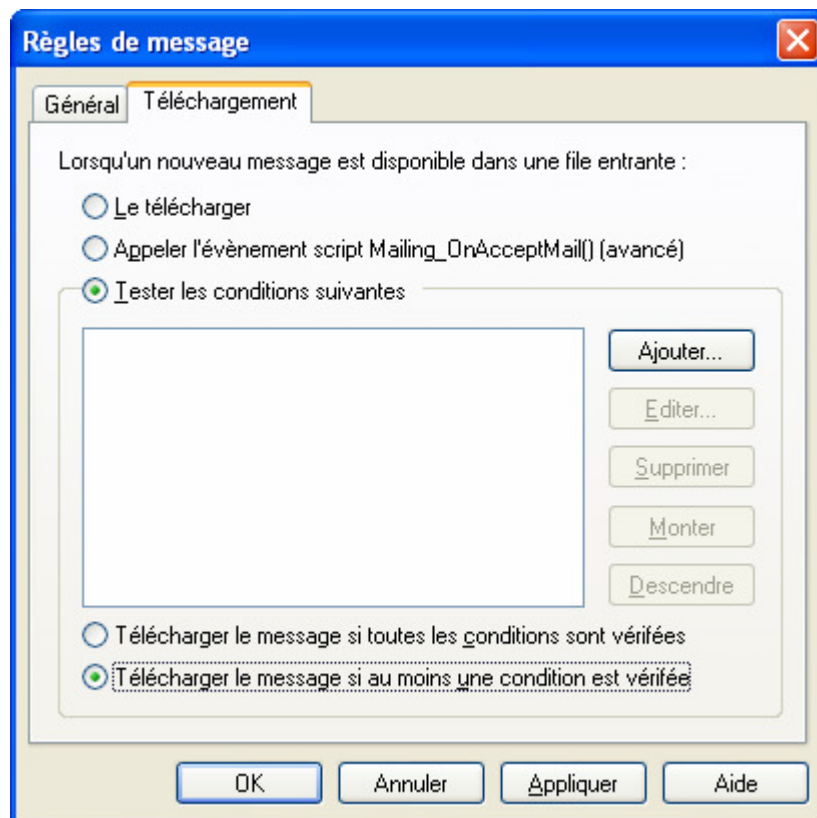 Règles de message
Général Téléchargement
Lorsqu'un nouveau message est disponible dans une file entrante :
Le télécharger
Appeler l'évènement script Mailing_OnAcceptMail() (avancé)
Tester les conditions suivantes
Ajouter...
Editer...
Supprimer
Monter
Descendre
Télécharger le message si toutes les conditions sont vérifiées
Télécharger le message si au moins une condition est vérifiée
OK Annuler Appliquer Aide